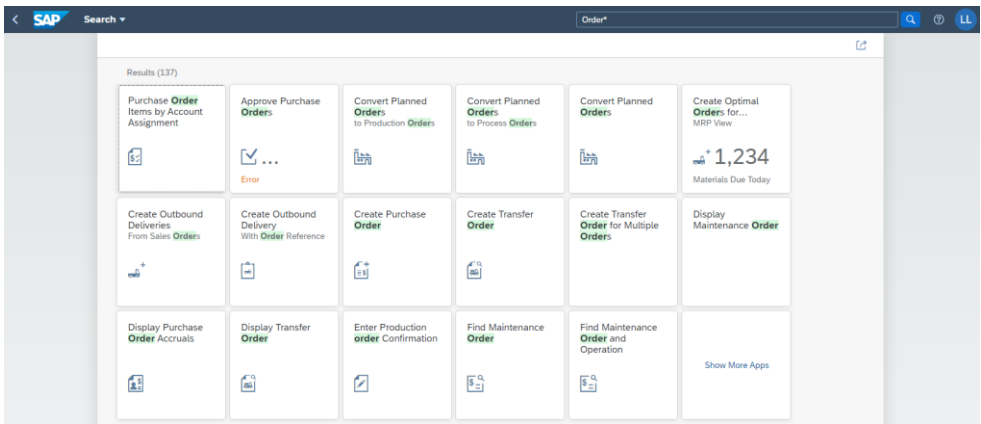 SAP Search Order* LL
Results (137)
Purchase Order
Items by Account
Assignment
Approve Purchase
Orders
...
Error
Convert Planned
Orders
to Production Orders
Convert Planned
Orders
to Process Orders
Convert Planned
Orders
Create Optimal
Orders for...
MRP View
1,234
Materials Due Today
Create Outbound
Deliveries
From Sales Orders
Create Outbound
Delivery
With Order Reference
Create Purchase
Order
Create Transfer
Order
Create Transfer
Order for Multiple
Orders
Display
Maintenance Order
Display Purchase
Order Accruals
Display Transfer
Order
Enter Production
order Confirmation
Find Maintenance
Order
Find Maintenance
Order and
Operation
Show More Apps